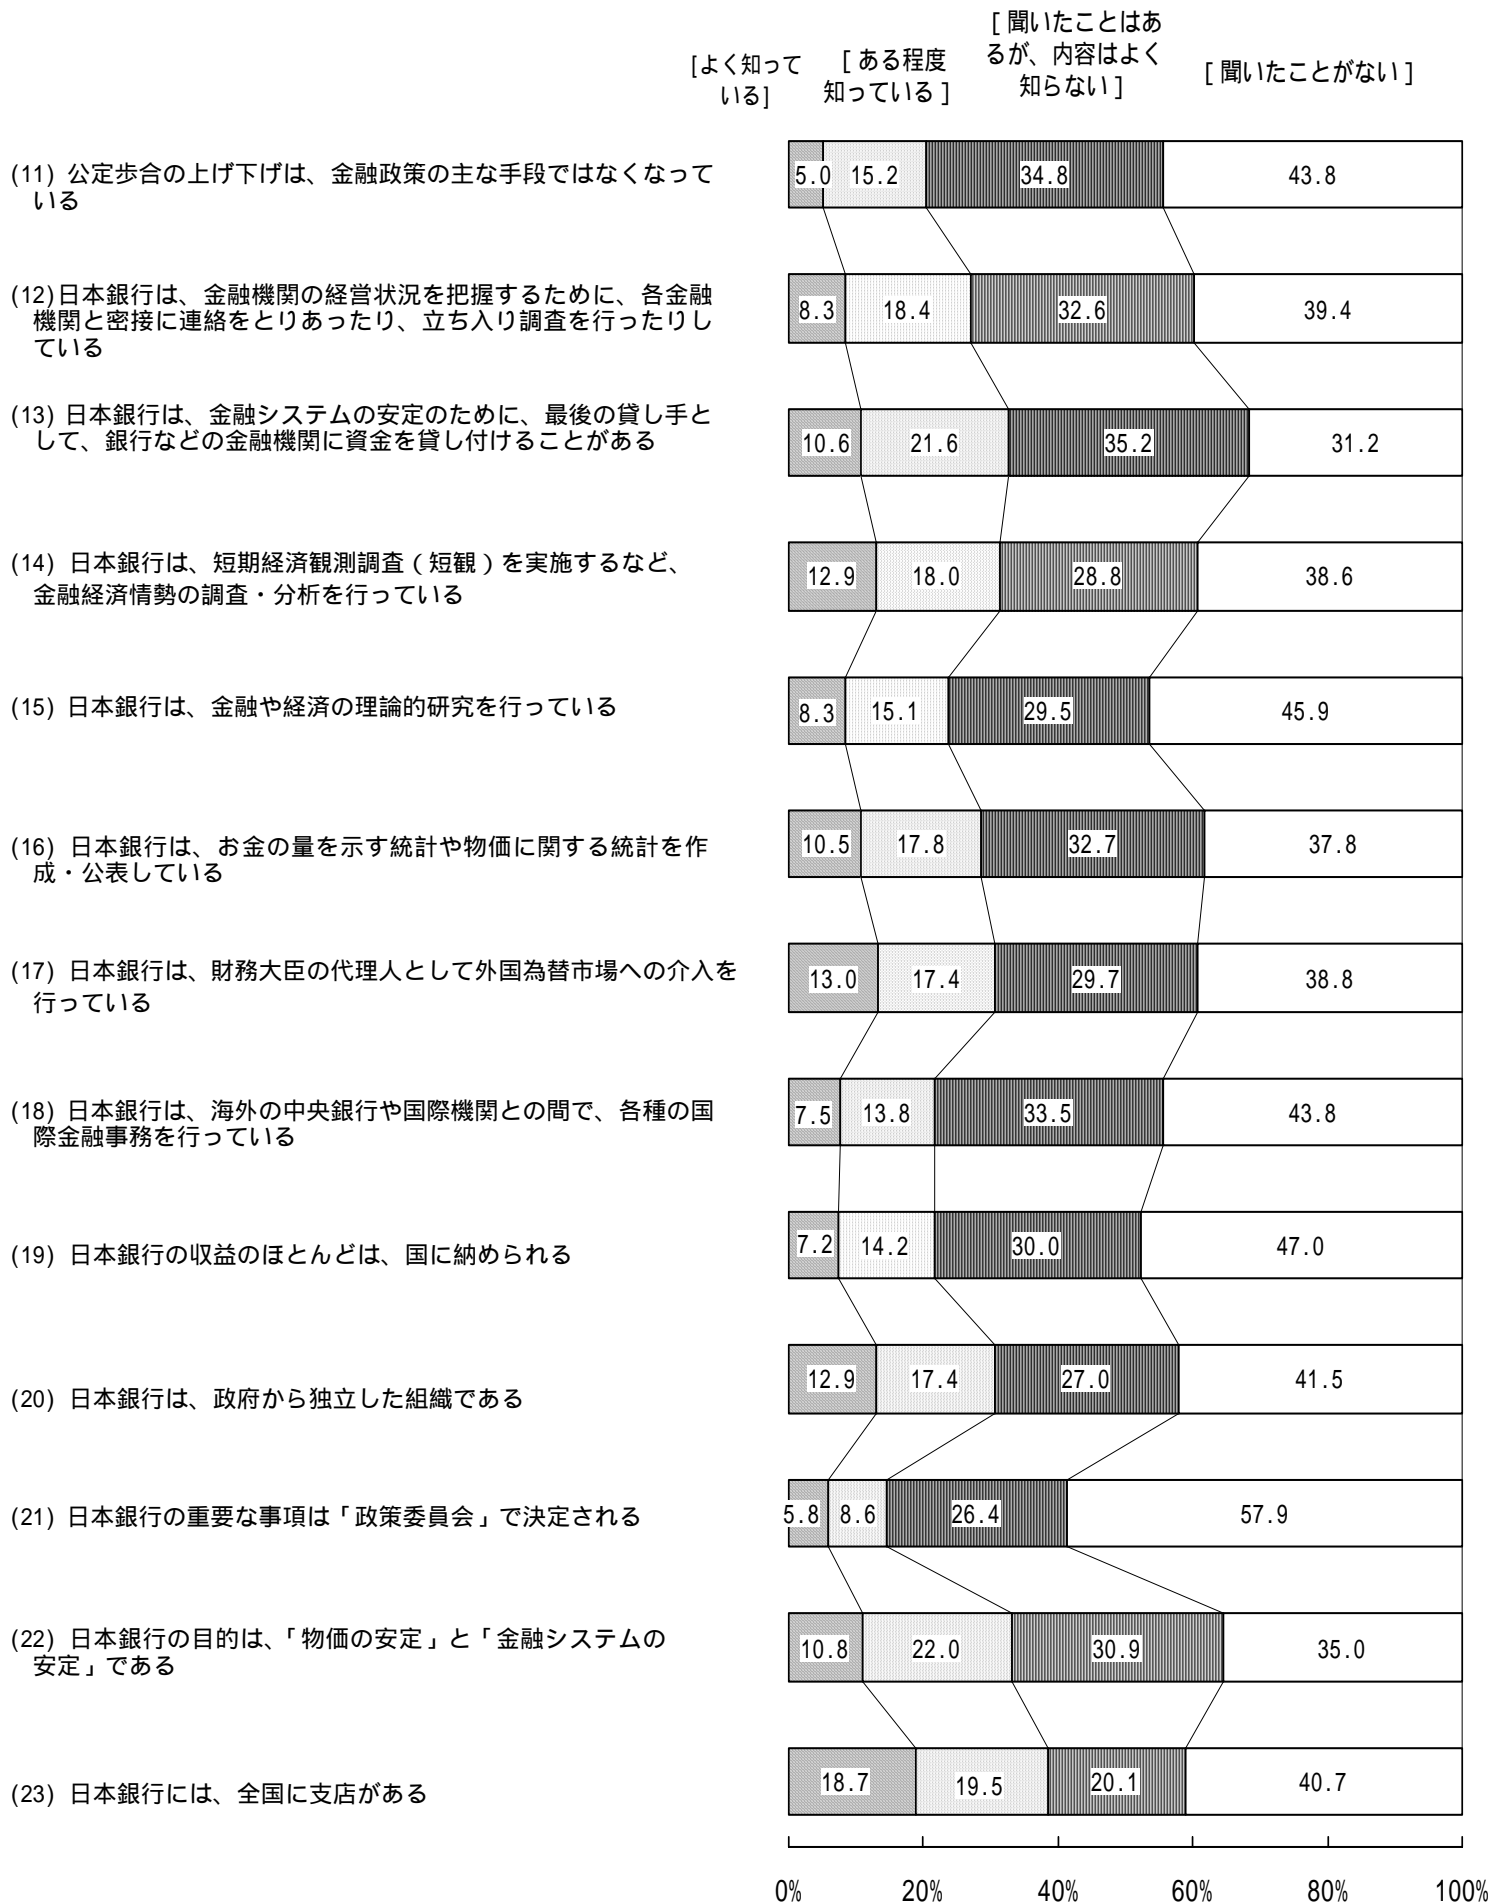 [よく知って
いる]
[ある程度
知っている]
[聞いたことはあ
るが、内容はよく
知らない]
[聞いたことがない]
(11) 公定歩合の上げ下げは、金融政策の主な手段ではなくなって
いる
5.0 15.2 34.8 43.8
(12)日本銀行は、金融機関の経営状況を把握するために、各金融
機関と密接に連絡をとりあったり、立ち入り調査を行ったりし
ている
8.3 18.4 32.6 39.4
(13) 日本銀行は、金融システムの安定のために、最後の貸し手と
して、銀行などの金融機関に資金を貸し付けることがある
10.6 21.6 35.2 31.2
(14) 日本銀行は、短期経済観測調査(短観)を実施するなど、
金融経済情勢の調査・分析を行っている
12.9 18.0 28.8 38.6
(15) 日本銀行は、金融や経済の理論的研究を行っている
8.3 15.1 29.5 45.9
(16) 日本銀行は、お金の量を示す統計や物価に関する統計を作
成・公表している
10.5 17.8 32.7 37.8
(17) 日本銀行は、財務大臣の代理人として外国為替市場への介入を
行っている
13.0 17.4 29.7 38.8
(18) 日本銀行は、海外の中央銀行や国際機関との間で、各種の国
際金融事務を行っている
7.5 13.8 33.5 43.8
(19) 日本銀行の収益のほとんどは、国に納められる
7.2 14.2 30.0 47.0
(20) 日本銀行は、政府から独立した組織である
12.9 17.4 27.0 41.5
(21) 日本銀行の重要な事項は「政策委員会」で決定される
5.8 8.6 26.4 57.9
(22) 日本銀行の目的は、「物価の安定」と「金融システムの
安定」である
10.8 22.0 30.9 35.0
(23) 日本銀行には、全国に支店がある
18.7 19.5 20.1 40.7
0% 20% 40% 60% 80% 100%